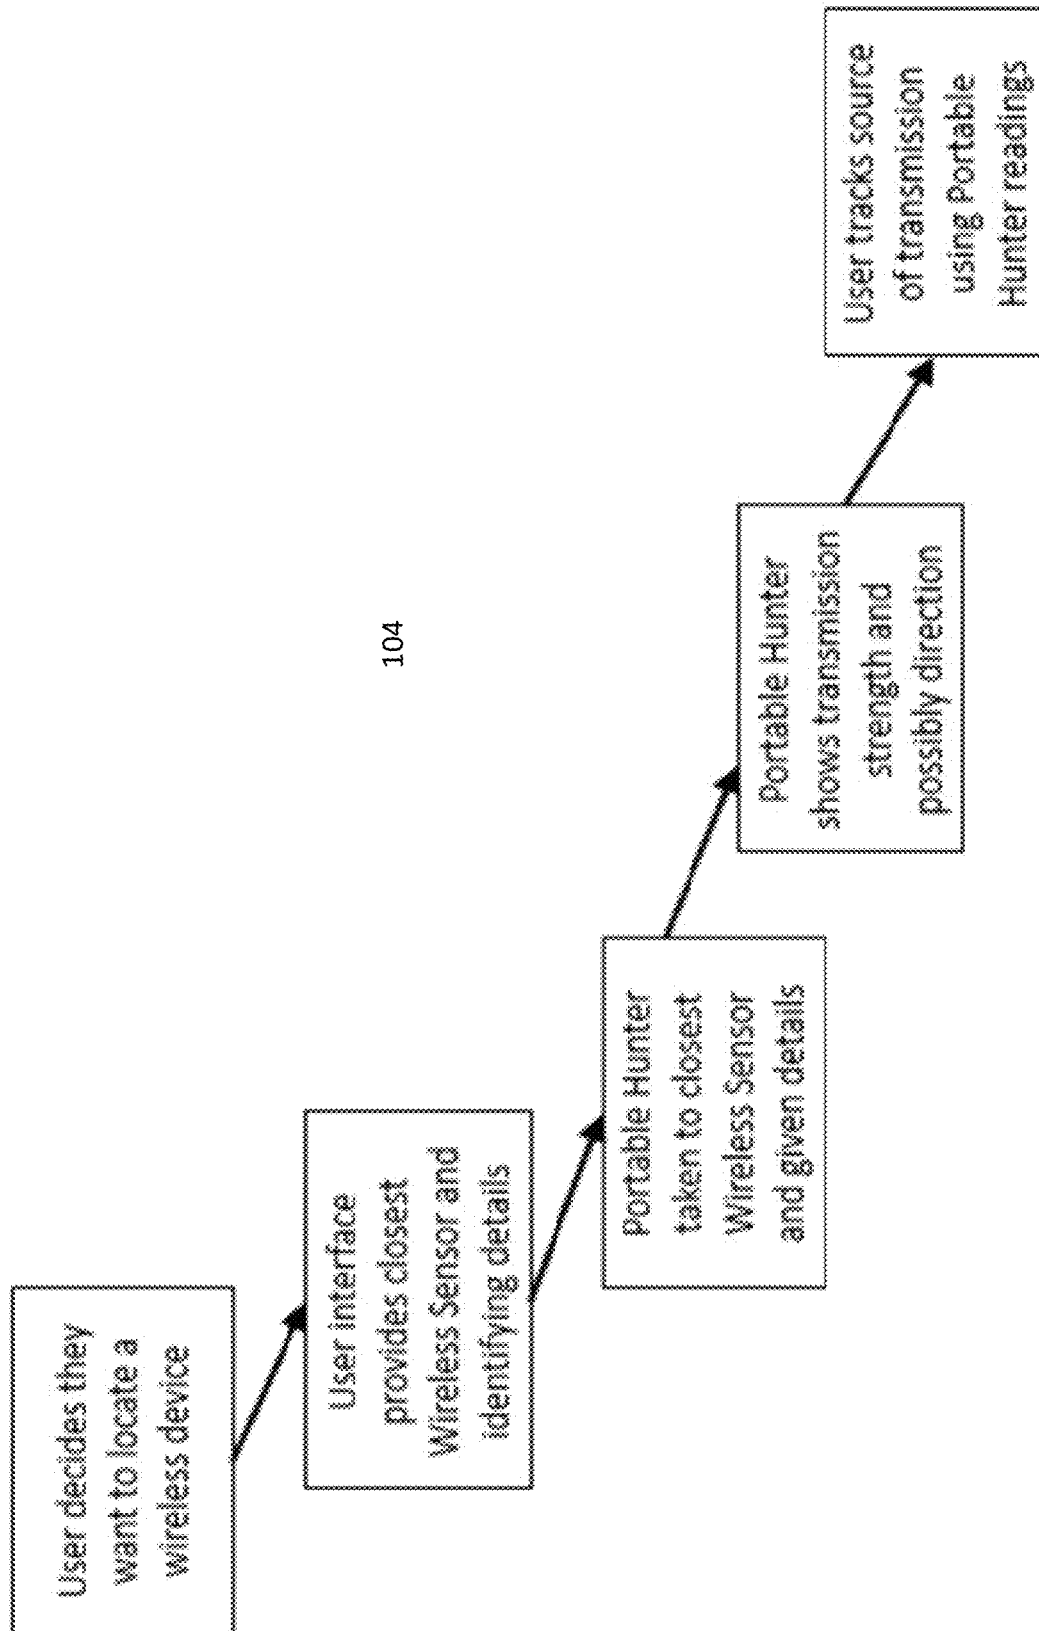 User decides they
want to locate a
wireless device
User interface
provides closest
Wireless Sensor and
identifying details
Portable Hunter
taken to closest
Wireless Sensor
and given details
Portable Hunter
shows transmission
strength and
possibly direction
User tracks source
of transmission
using Portable
Hunter readings
104